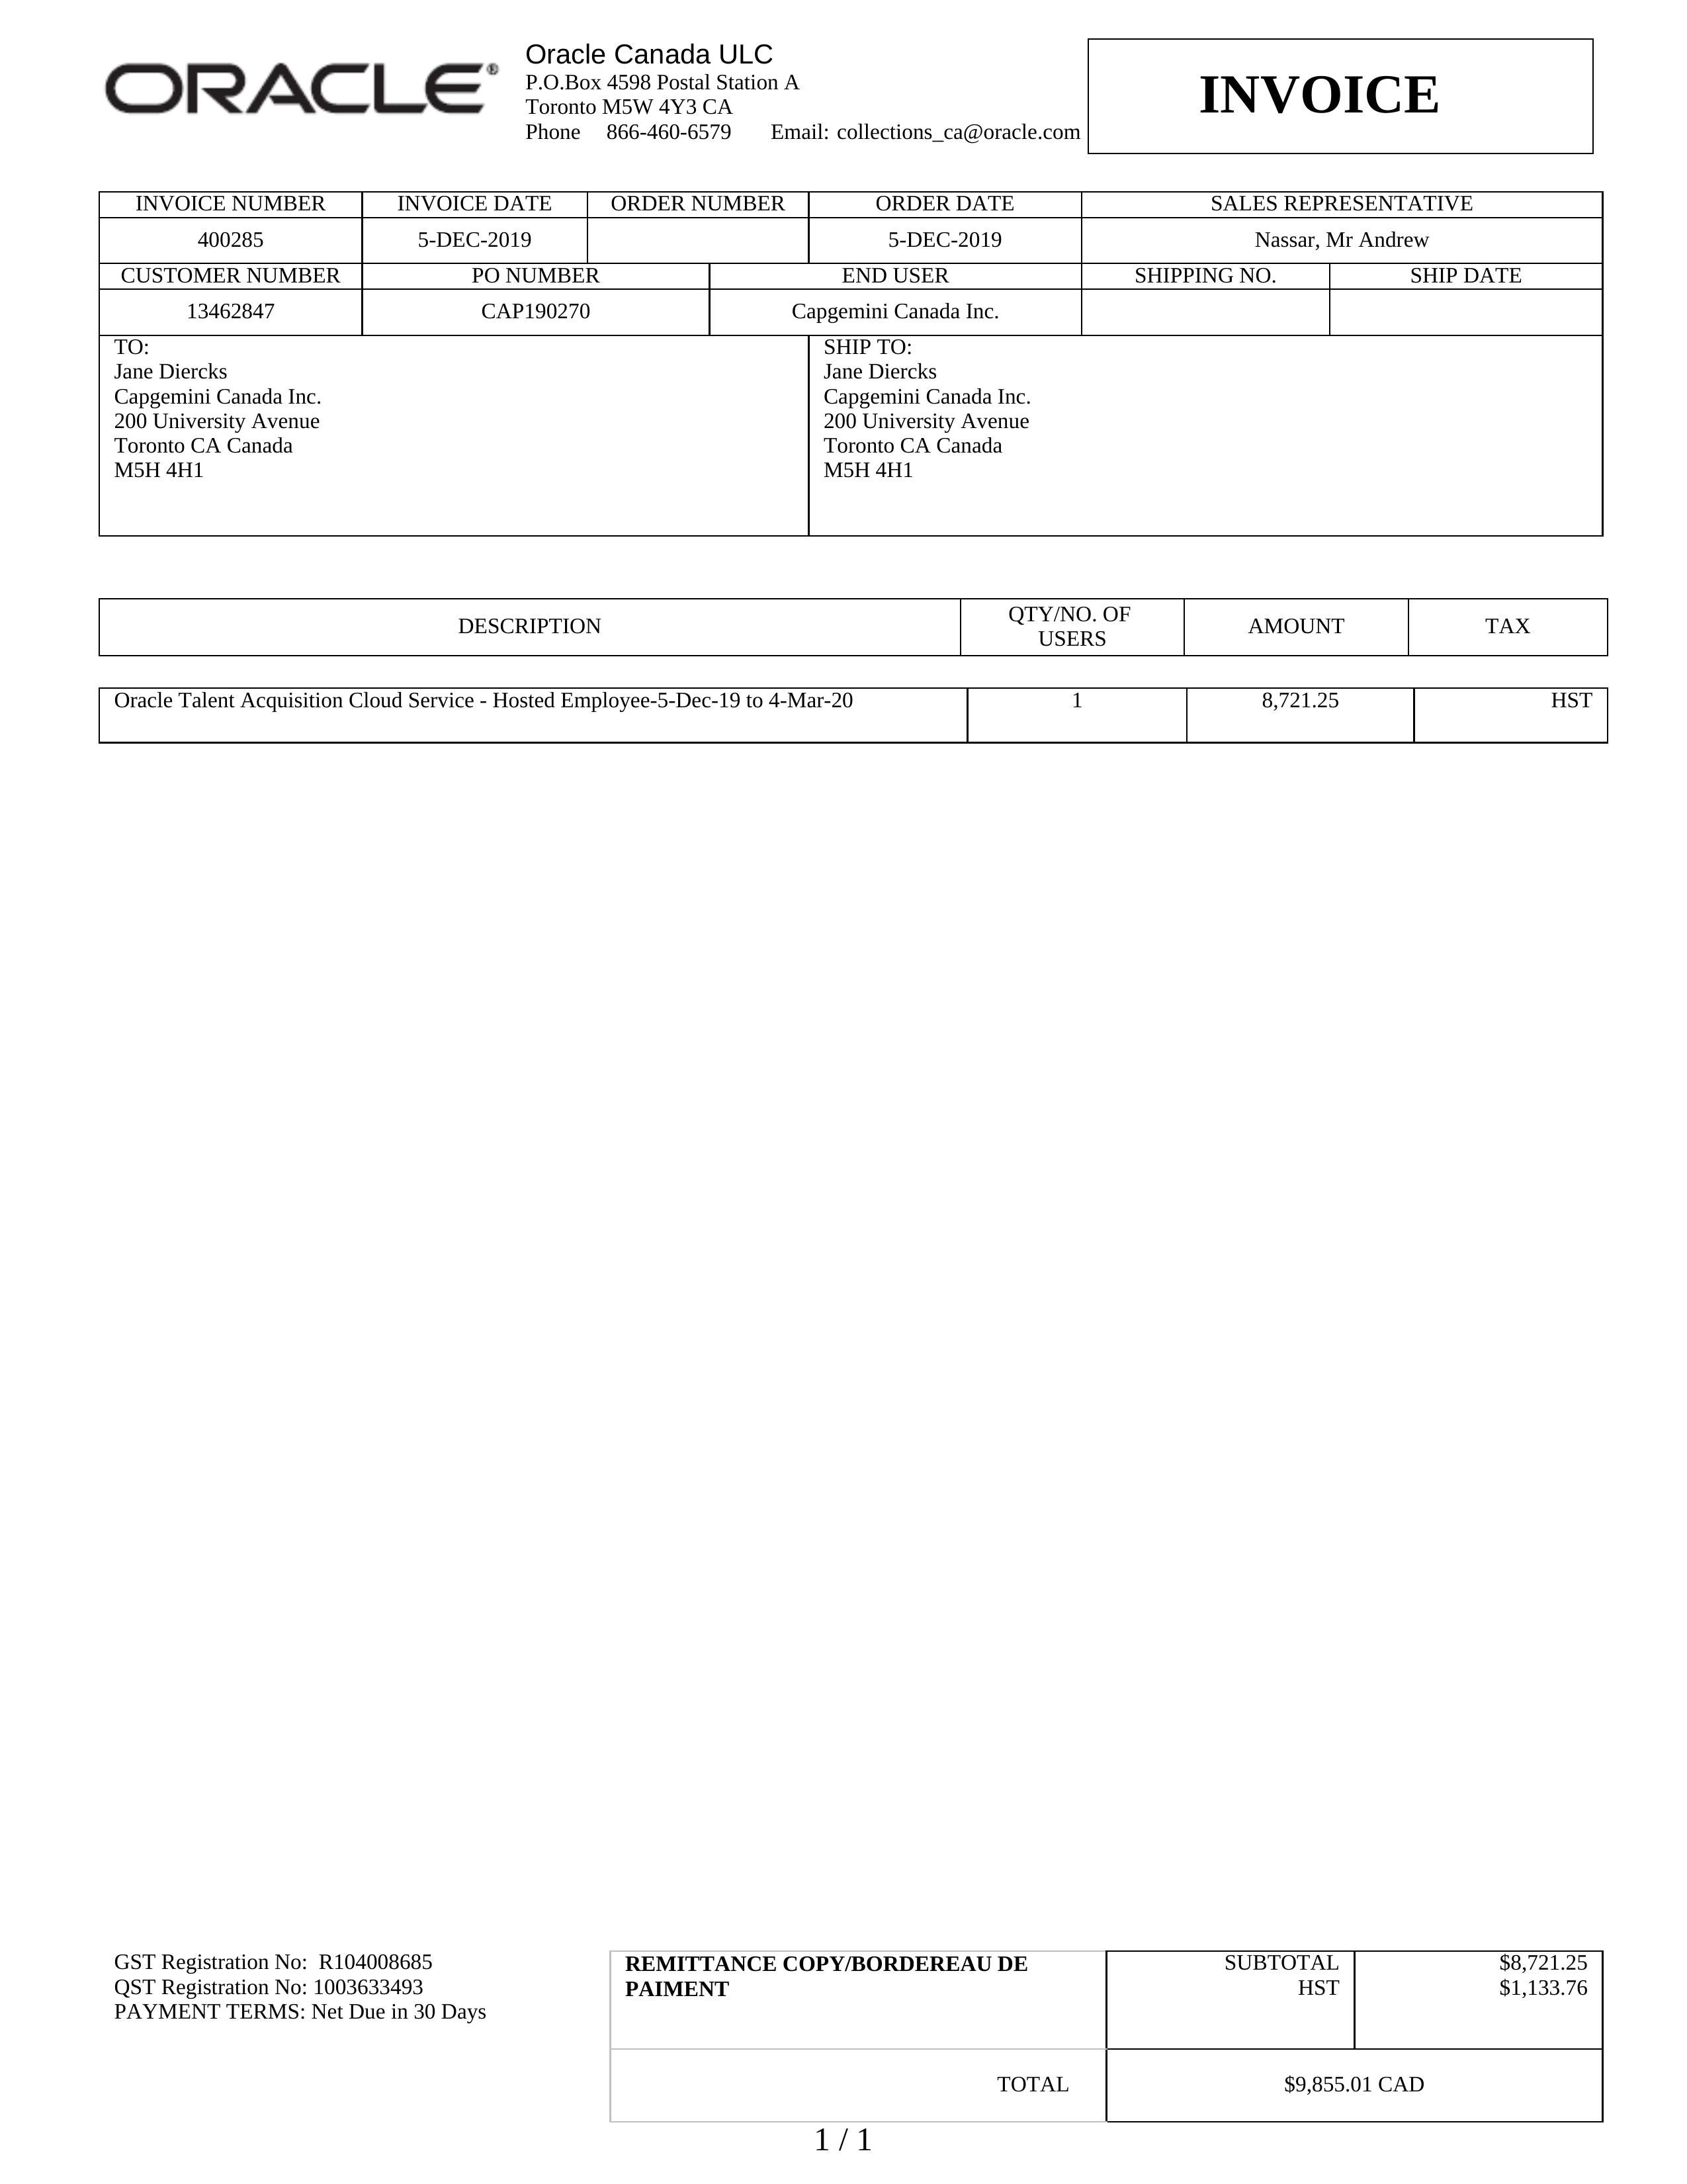 ORACLE®
Oracle Canada ULC
P.O.Box 4598 Postal Station A
Toronto M5W 4Y3 CA
Phone 866-460-6579 Email: collections_ca@oracle.com
INVOICE
INVOICE NUMBER INVOICE DATE ORDER NUMBER ORDER DATE SALES REPRESENTATIVE
400285 5-DEC-2019 5-DEC-2019 Nassar, Mr Andrew
CUSTOMER NUMBER PO NUMBER END USER SHIPPING NO. SHIP DATE
13462847 CAP190270 Capgemini Canada Inc.
TO:
Jane Diercks
Capgemini Canada Inc.
200 University Avenue
Toronto CA Canada
M5H 4H1
SHIP TO:
Jane Diercks
Capgemini Canada Inc.
200 University Avenue
Toronto CA Canada
M5H 4H1
DESCRIPTION QTY/NO. OF USERS AMOUNT TAX
Oracle Talent Acquisition Cloud Service - Hosted Employee-5-Dec-19 to 4-Mar-20 1 8,721.25 HST
GST Registration No: R104008685
QST Registration No: 1003633493
PAYMENT TERMS: Net Due in 30 Days
REMITTANCE COPY/BORDEREAU DE
PAIMENT
SUBTOTAL $8,721.25
HST $1,133.76
TOTAL $9,855.01 CAD
1 / 1